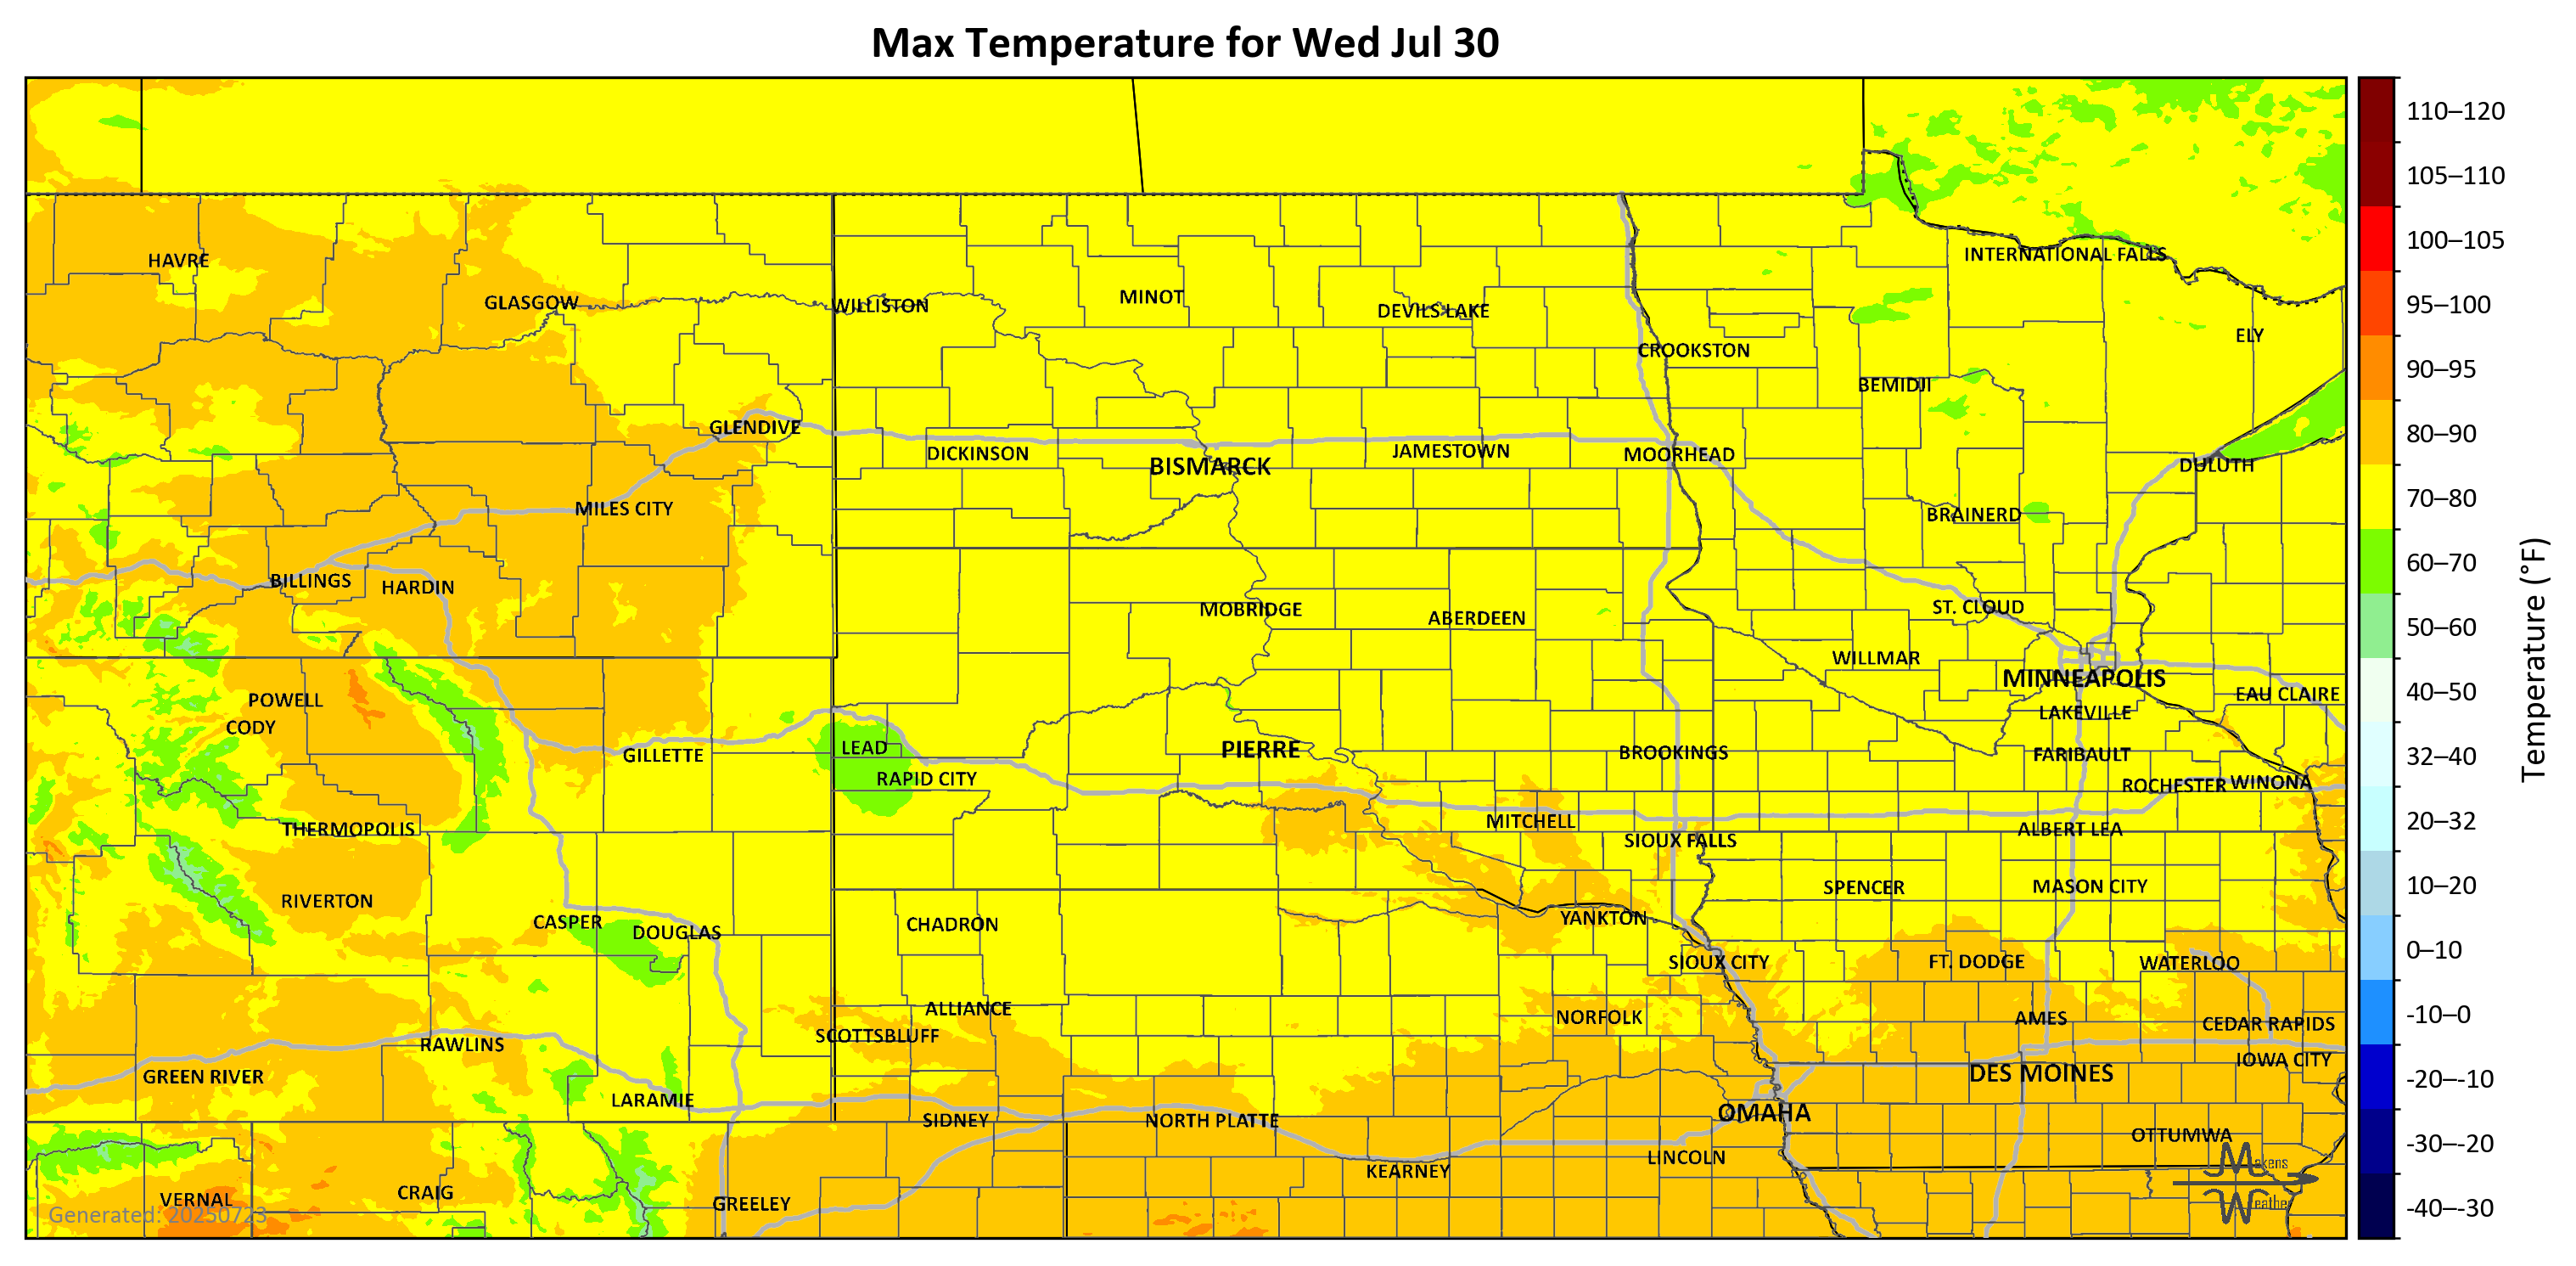 Max Temperature for Wed Jul 30
INTERNATIONAL FALLS
HAVRE
GLASGOW
WILLISTON
MINOT
DEVILS LAKE
ELY
CROOKSTON
BEMIDJI
GLENDIVE
DICKINSON
BISMARCK
JAMESTOWN
MOORHEAD
DULUTH
MILES CITY
BRAINERD
BILLINGS
HARDIN
MOBRIDGE
ABERDEEN
ST. CLOUD
WILLMAR
MINNEAPOLIS
EAU CLAIRE
POWELL
CODY
LAKEVILLE
GILLETTE
LEAD
PIERRE
BROOKINGS
FARIBAULT
RAPID CITY
ROCHESTER
WINONA
THERMOPOLIS
MITCHELL
SIOUX FALLS
ALBERT LEA
RIVERTON
SPENCER
MASON CITY
CASPER
DOUGLAS
CHADRON
YANKTON
SIOUX CITY
FT. DODGE
WATERLOO
ALLIANCE
SCOTTSBLUFF
NORFOLK
AMES
CEDAR RAPIDS
RAWLINS
IOWA CITY
GREEN RIVER
DES MOINES
LARAMIE
SIDNEY
NORTH PLATTE
OMAHA
OTTUMWA
KEARNEY
LINCOLN
VERNAL
CRAIG
GREELEY
Makens
Weather
Generated: 20250723
110–120
105–110
100–105
95–100
90–95
80–90
70–80
60–70
50–60
40–50
32–40
20–32
10–20
0–10
-10–0
-20–-10
-30–-20
-40–-30
Temperature (°F)